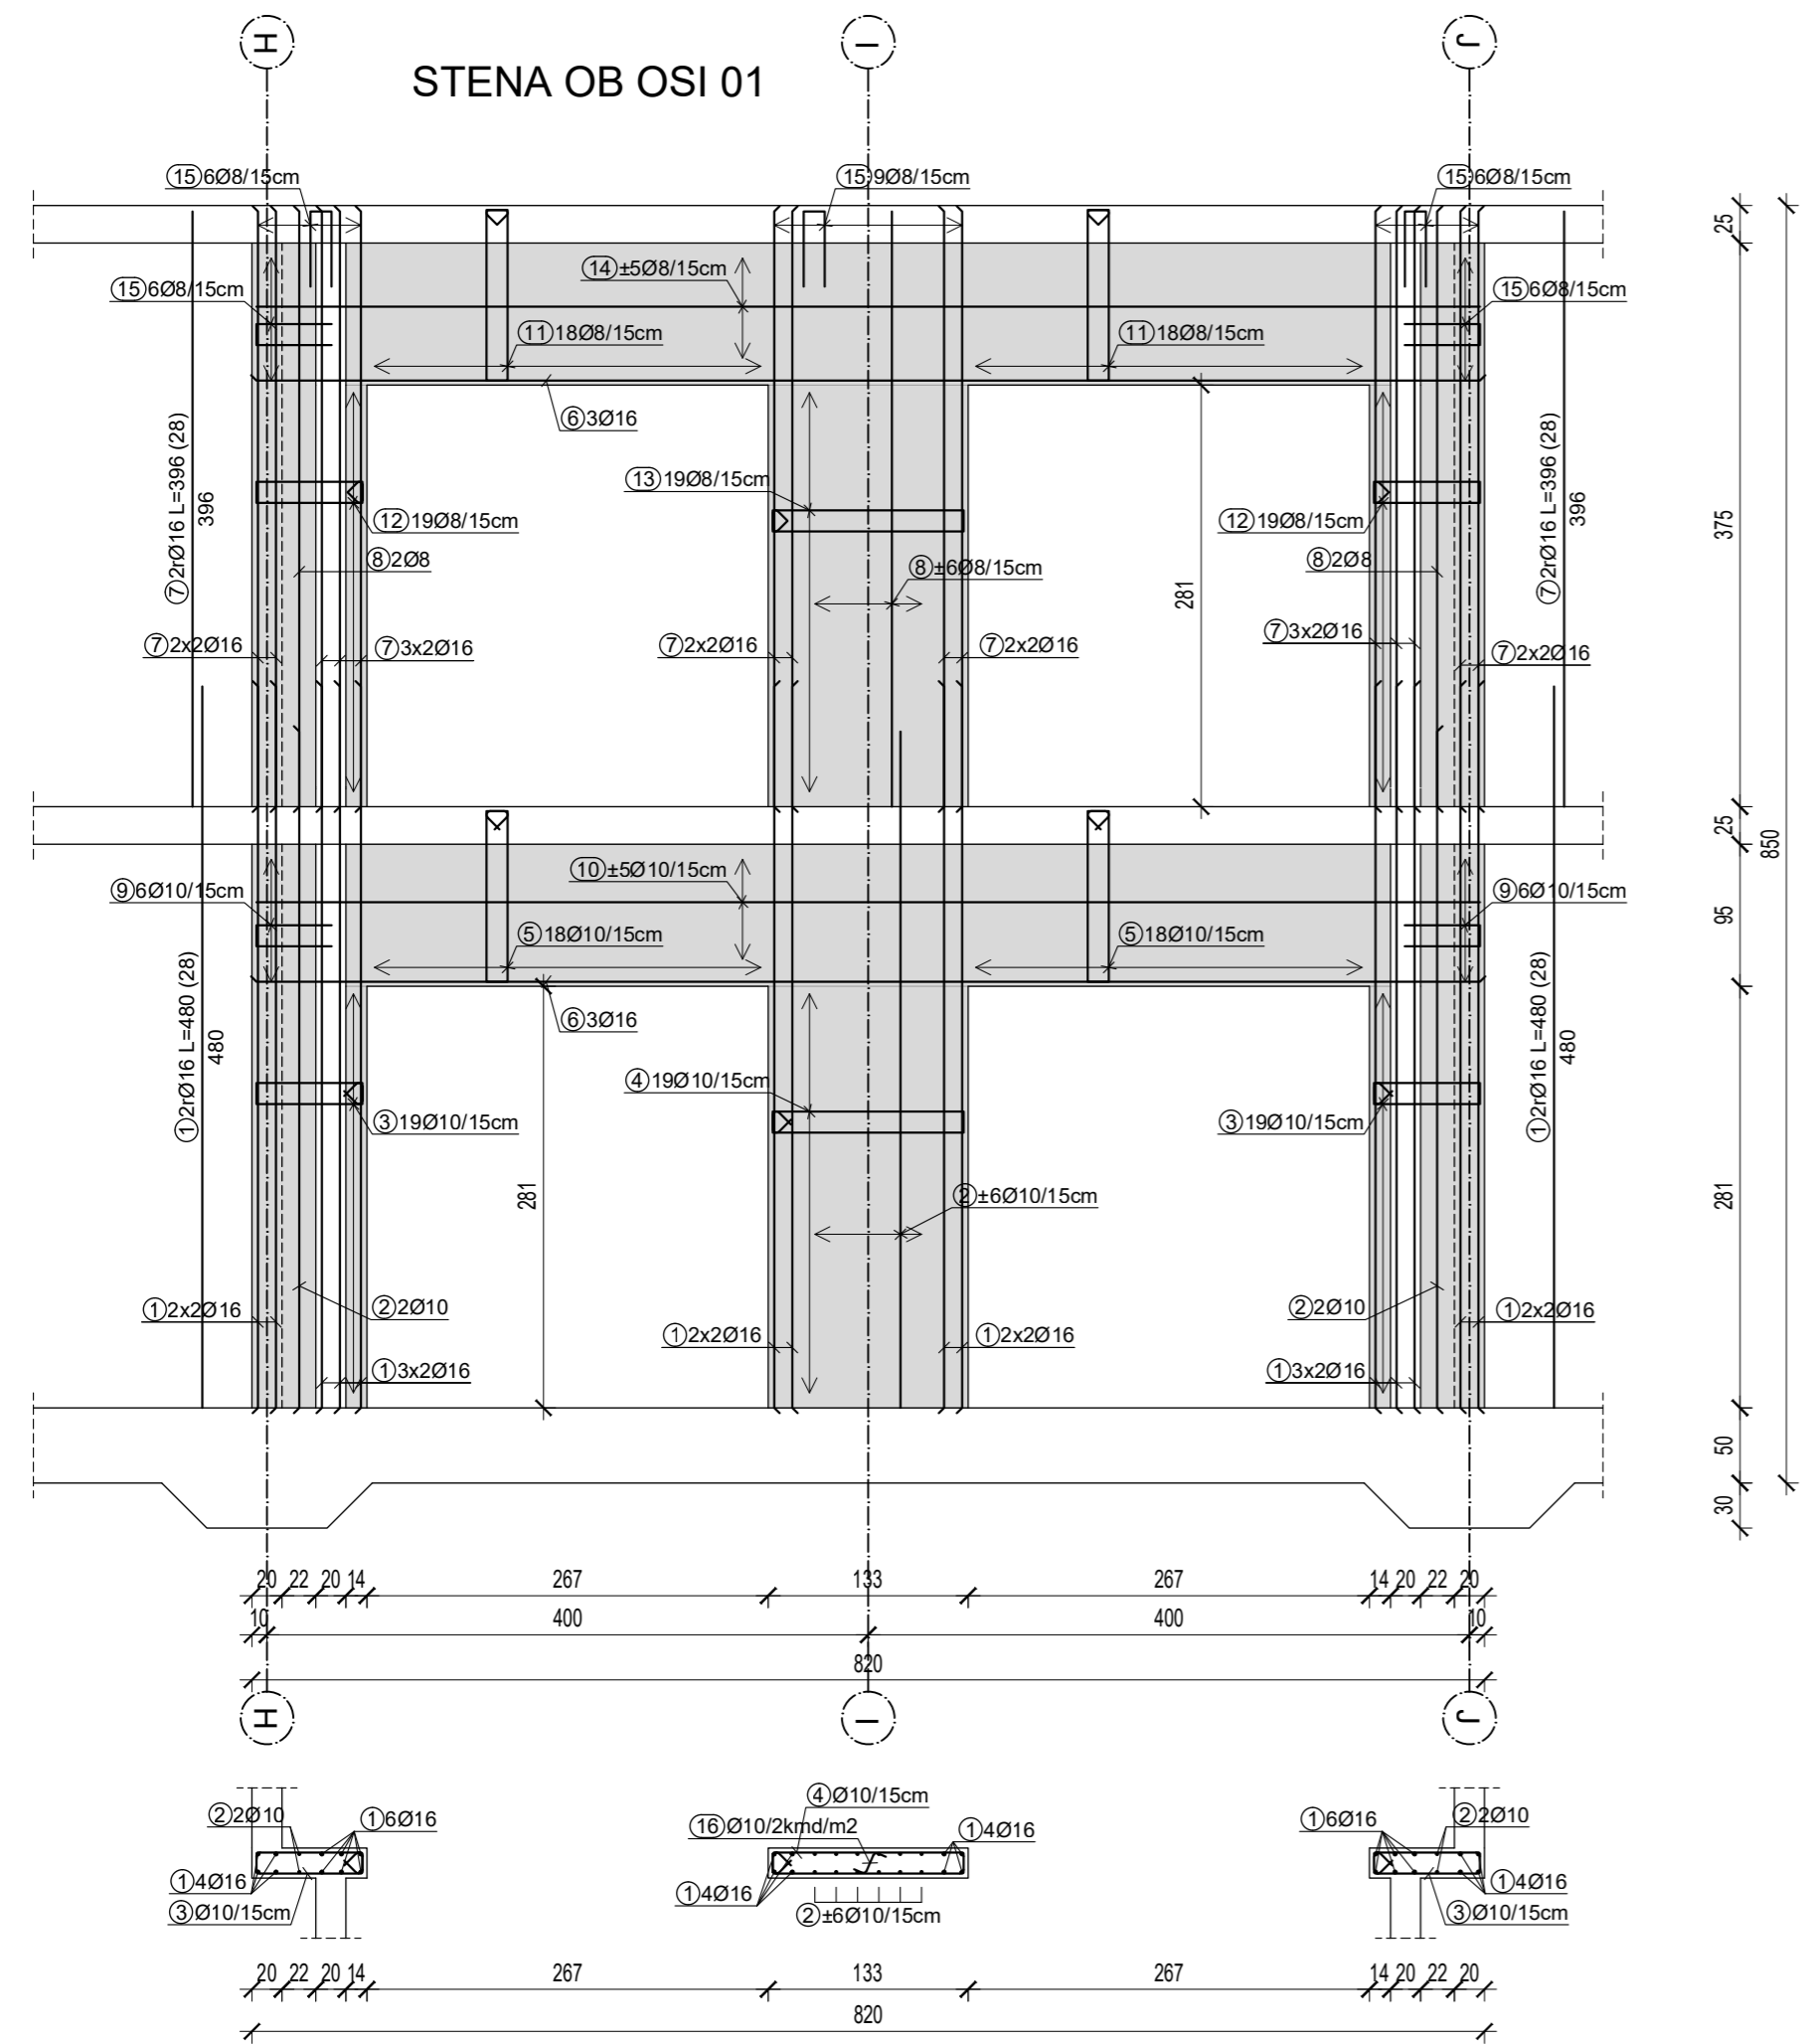 H
I
J
STENA OB OSI 01
15 6Ø8/15cm
15 9Ø8/15cm
15 6Ø8/15cm
25
14 ±5Ø8/15cm
15 6Ø8/15cm
15 6Ø8/15cm
11 18Ø8/15cm
11 18Ø8/15cm
6 3Ø16
7 2rØ16 L=396 (28)
396
7 2rØ16 L=396 (28)
396
13 19Ø8/15cm
12 19Ø8/15cm
12 19Ø8/15cm
375
8 2Ø8
8 ±6Ø8/15cm
8 2Ø8
281
7 2x2Ø16
7 3x2Ø16
7 2x2Ø16
7 2x2Ø16
7 3x2Ø16
7 2x2Ø16
25
850
10 ±5Ø10/15cm
9 6Ø10/15cm
9 6Ø10/15cm
95
5 18Ø10/15cm
5 18Ø10/15cm
6 3Ø16
1 2rØ16 L=480 (28)
480
1 2rØ16 L=480 (28)
480
4 19Ø10/15cm
3 19Ø10/15cm
3 19Ø10/15cm
281
2 ±6Ø10/15cm
281
1 2x2Ø16
2 2Ø10
2 2Ø10
1 2x2Ø16
1 2x2Ø16
1 2x2Ø16
1 3x2Ø16
1 3x2Ø16
50
30
20 22 20 14 267 133 267 14 20 22 20
10 400 400 10
820
H
I
J
4 Ø10/15cm
2 2Ø10
1 6Ø16
16 Ø10/2kmd/m2
1 4Ø16
1 6Ø16
2 2Ø10
1 4Ø16
1 4Ø16
1 4Ø16
3 Ø10/15cm
2 ±6Ø10/15cm
3 Ø10/15cm
20 22 20 14 267 133 267 14 20 22 20
820